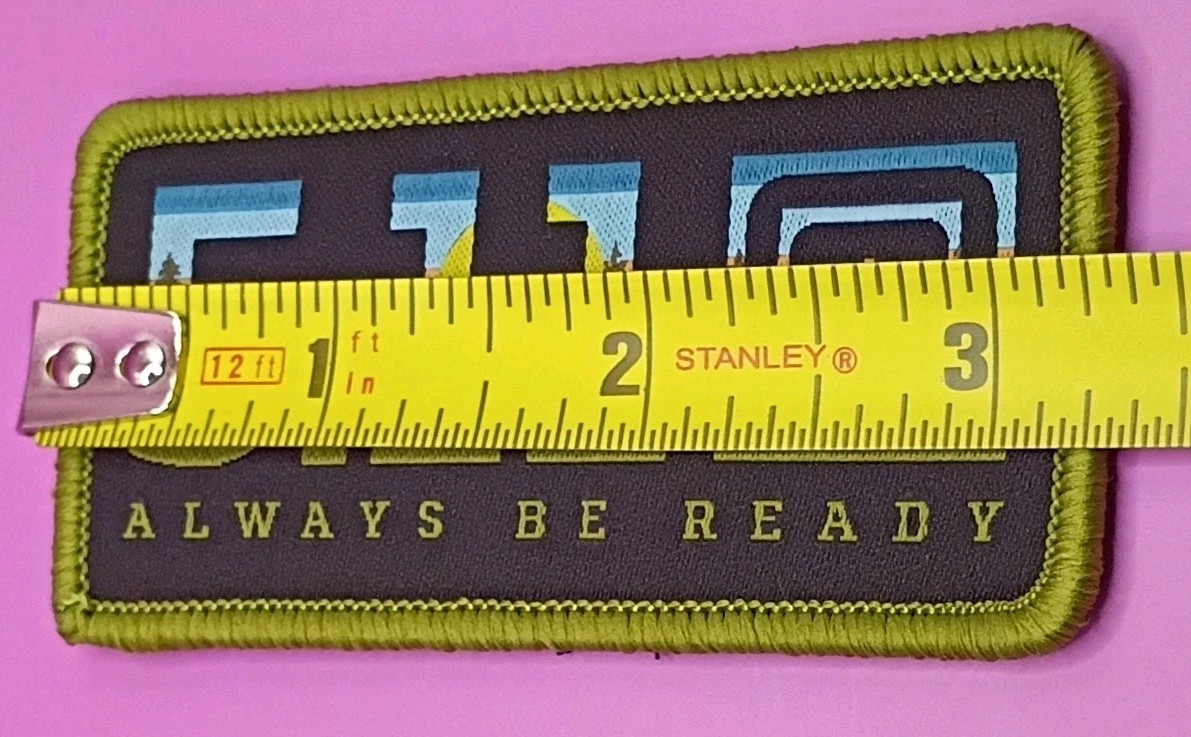 12 ft 1 ft 2 STANLEY® 3
in
ALWAYS BE READY